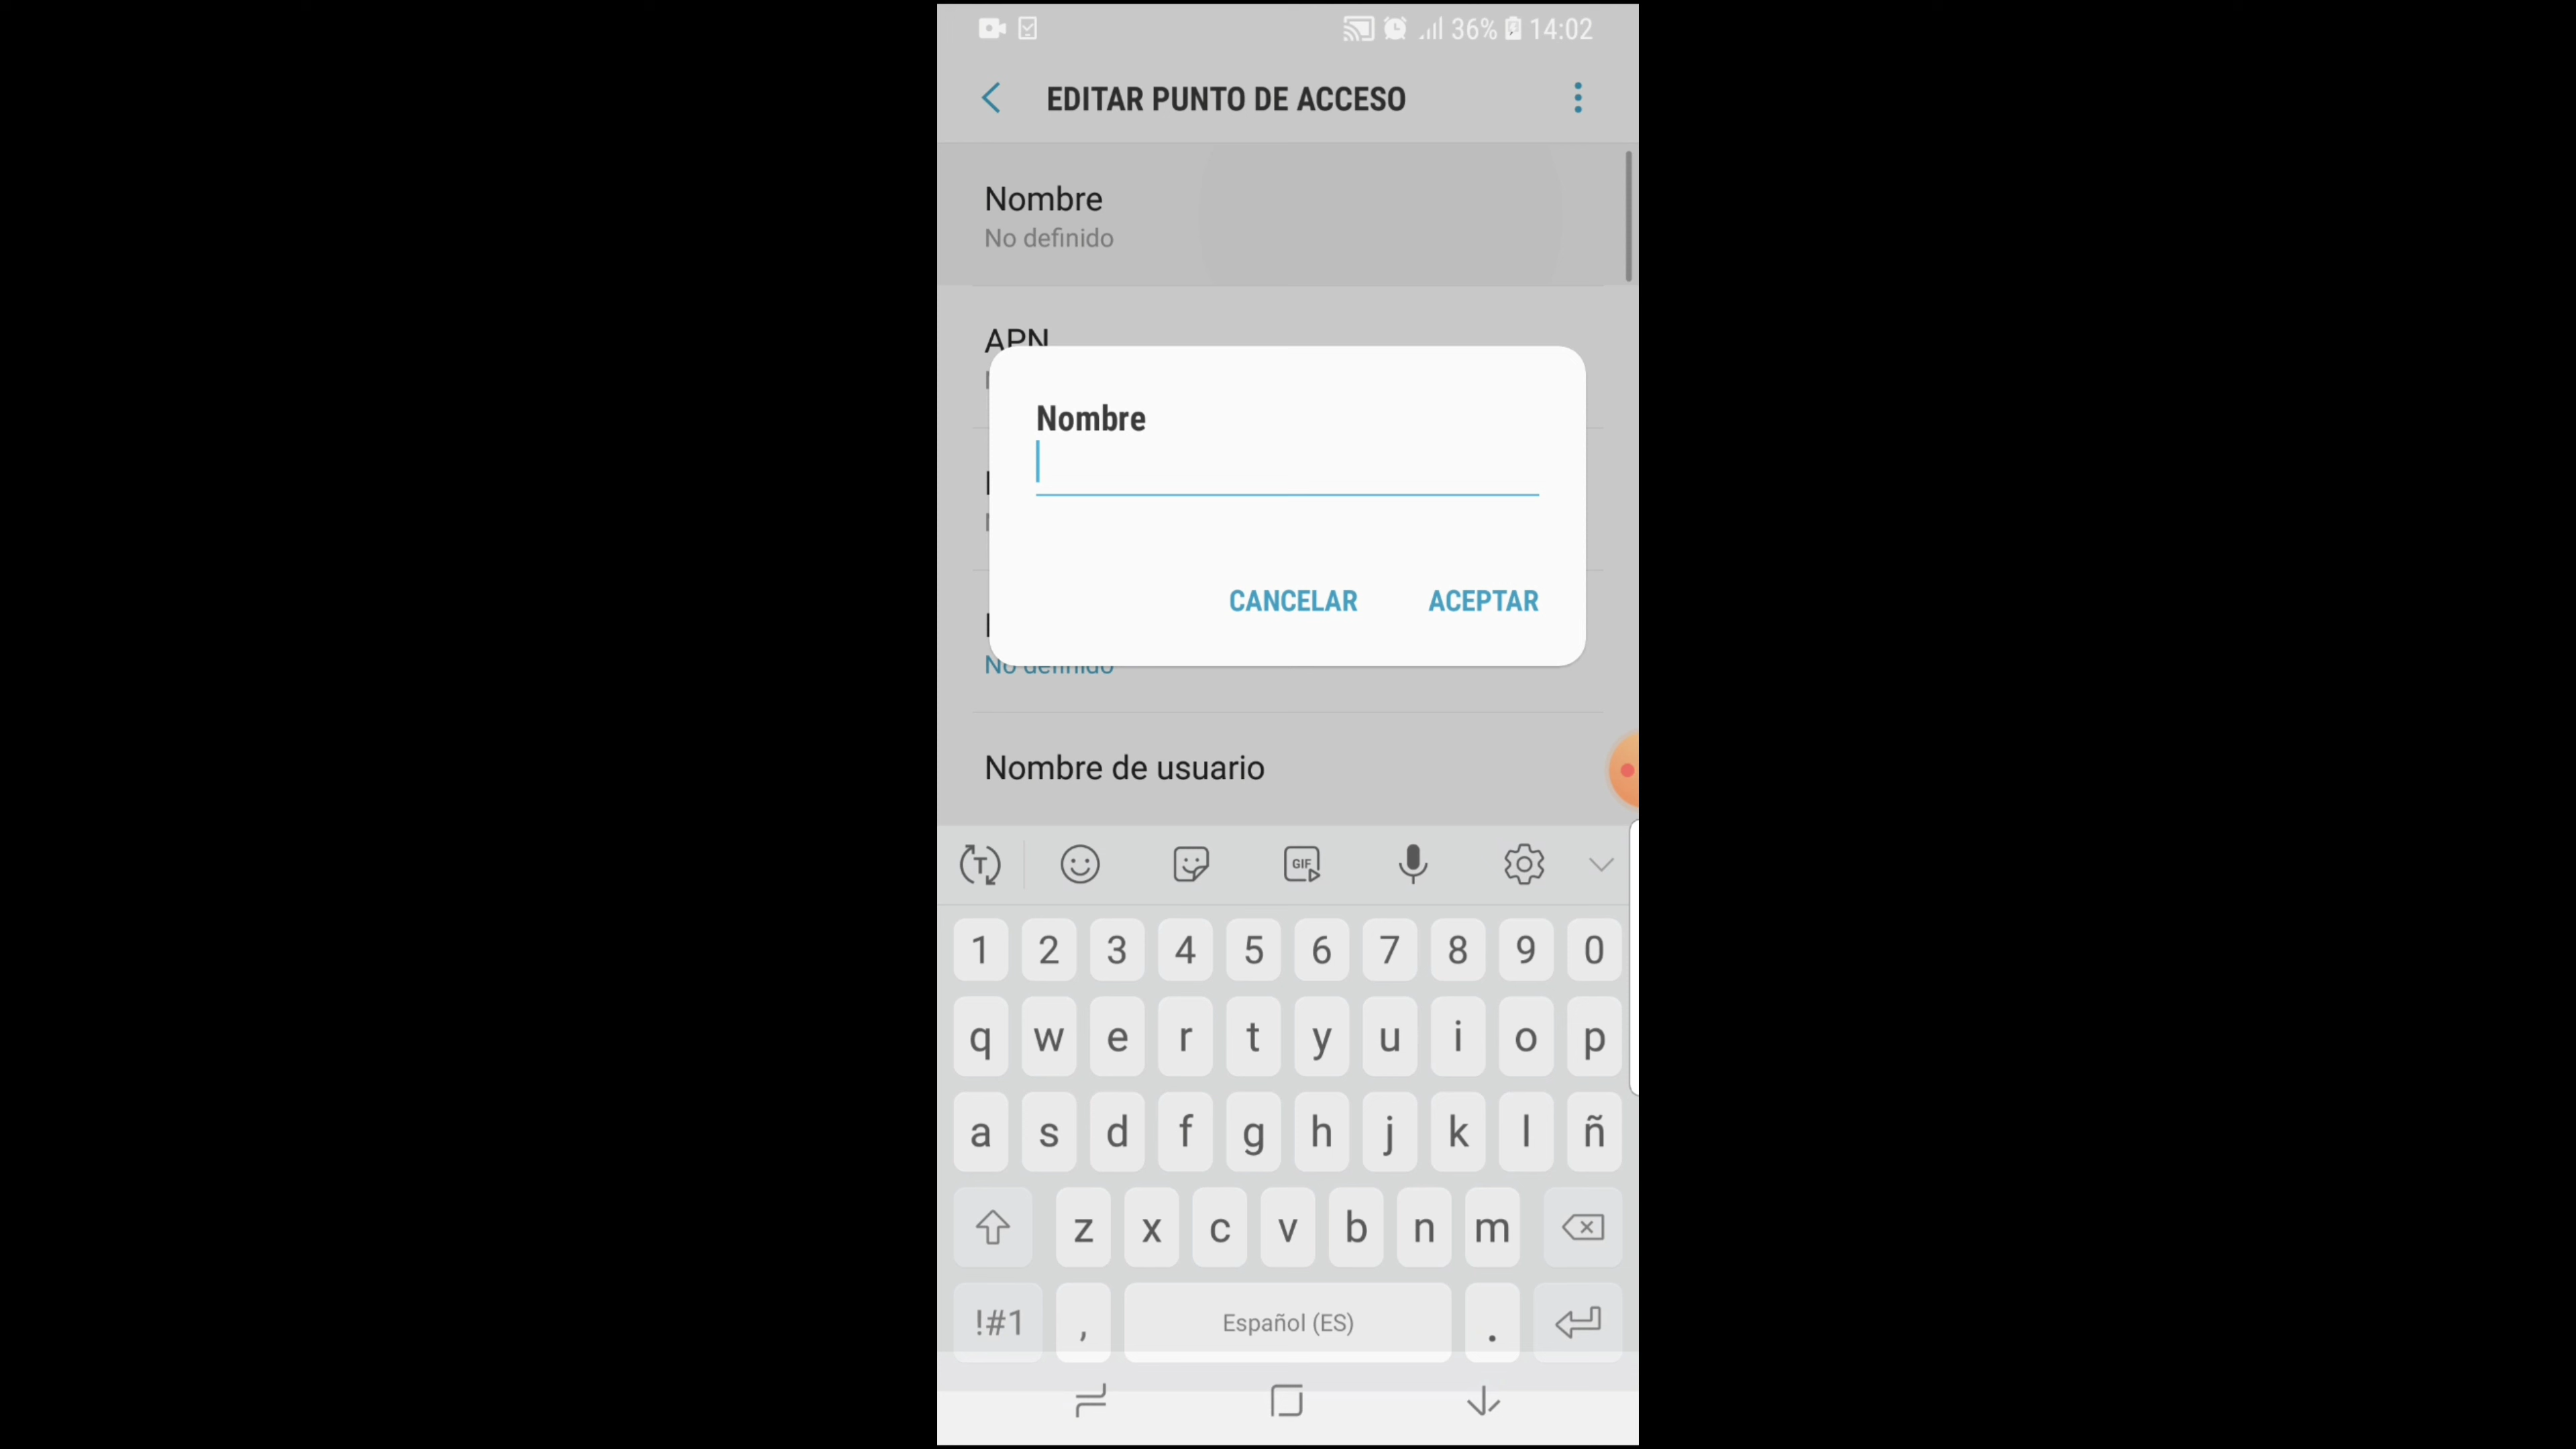 36% 14:02
EDITAR PUNTO DE ACCESO
Nombre
No definido
APN
Nombre
CANCELAR ACEPTAR
No definido
Nombre de usuario
T GIF
1 2 3 4 5 6 7 8 9 0
q w e r t y u i o p
a s d f g h j k l ñ
z x c v b n m
!#1 , Español (ES) .